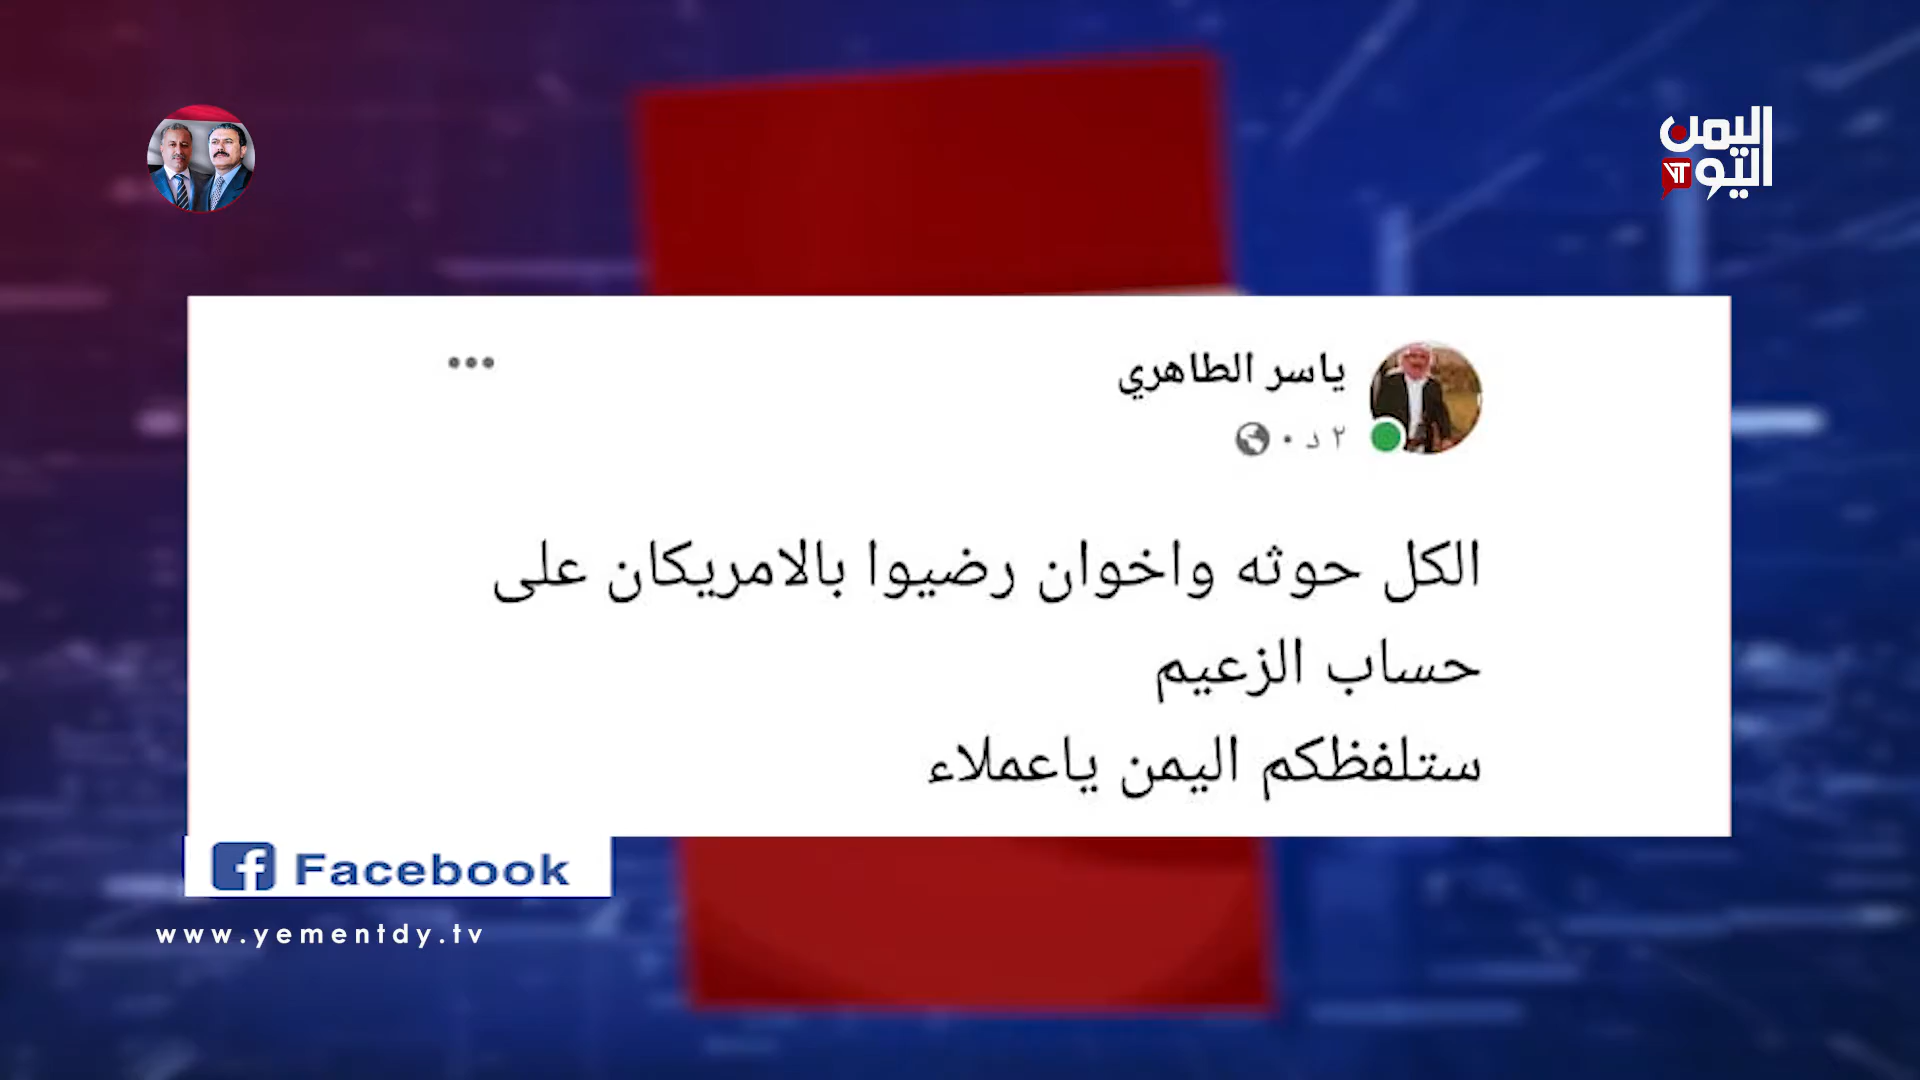 اليمن
اليوم
YT
ياسر الطاهري
٢ د
الكل حوثه واخوان رضيوا بالامريكان على
حساب الزعيم
ستلفظكم اليمن ياعملاء
Facebook
www.yementdy.tv